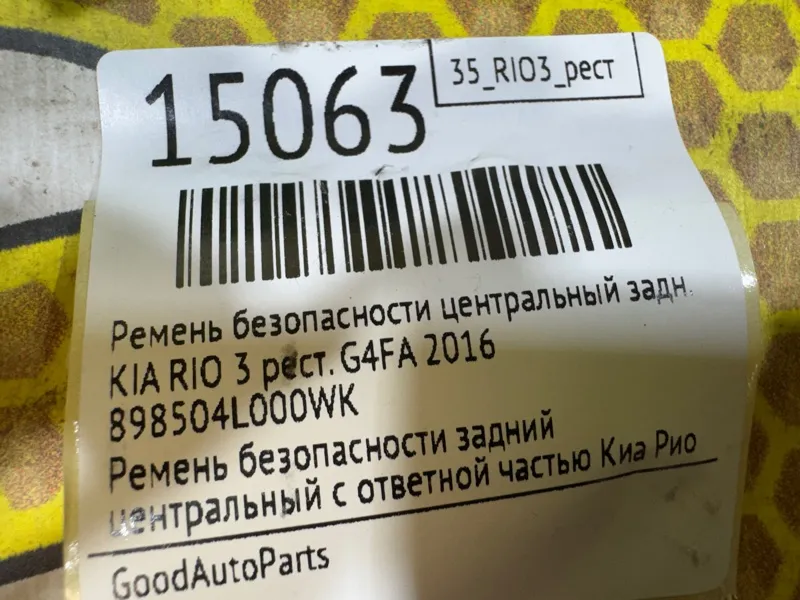 35_RIO3_рест
15063
Ремень безопасности центральный задн.
KIA RIO 3 рест. G4FA 2016
898504L000WK
Ремень безопасности задний
центральный с ответной частью Киа Рио
GoodAutoParts